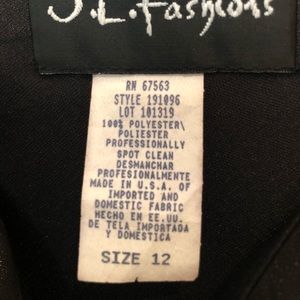 J.L.fashions
RN 67563
STYLE 191096
LOT 101319
100% POLYESTER\
POLIESTER
PROFESSIONALLY
SPOT CLEAN
DESMANCHAR
PROFESIONALMENTE
MADE IN U.S.A. OF
IMPORTED AND
DOMESTIC FABRIC
HECHO EN EE.UU.
DE TELA IMPORTADA
Y DOMESTICA
SIZE 12